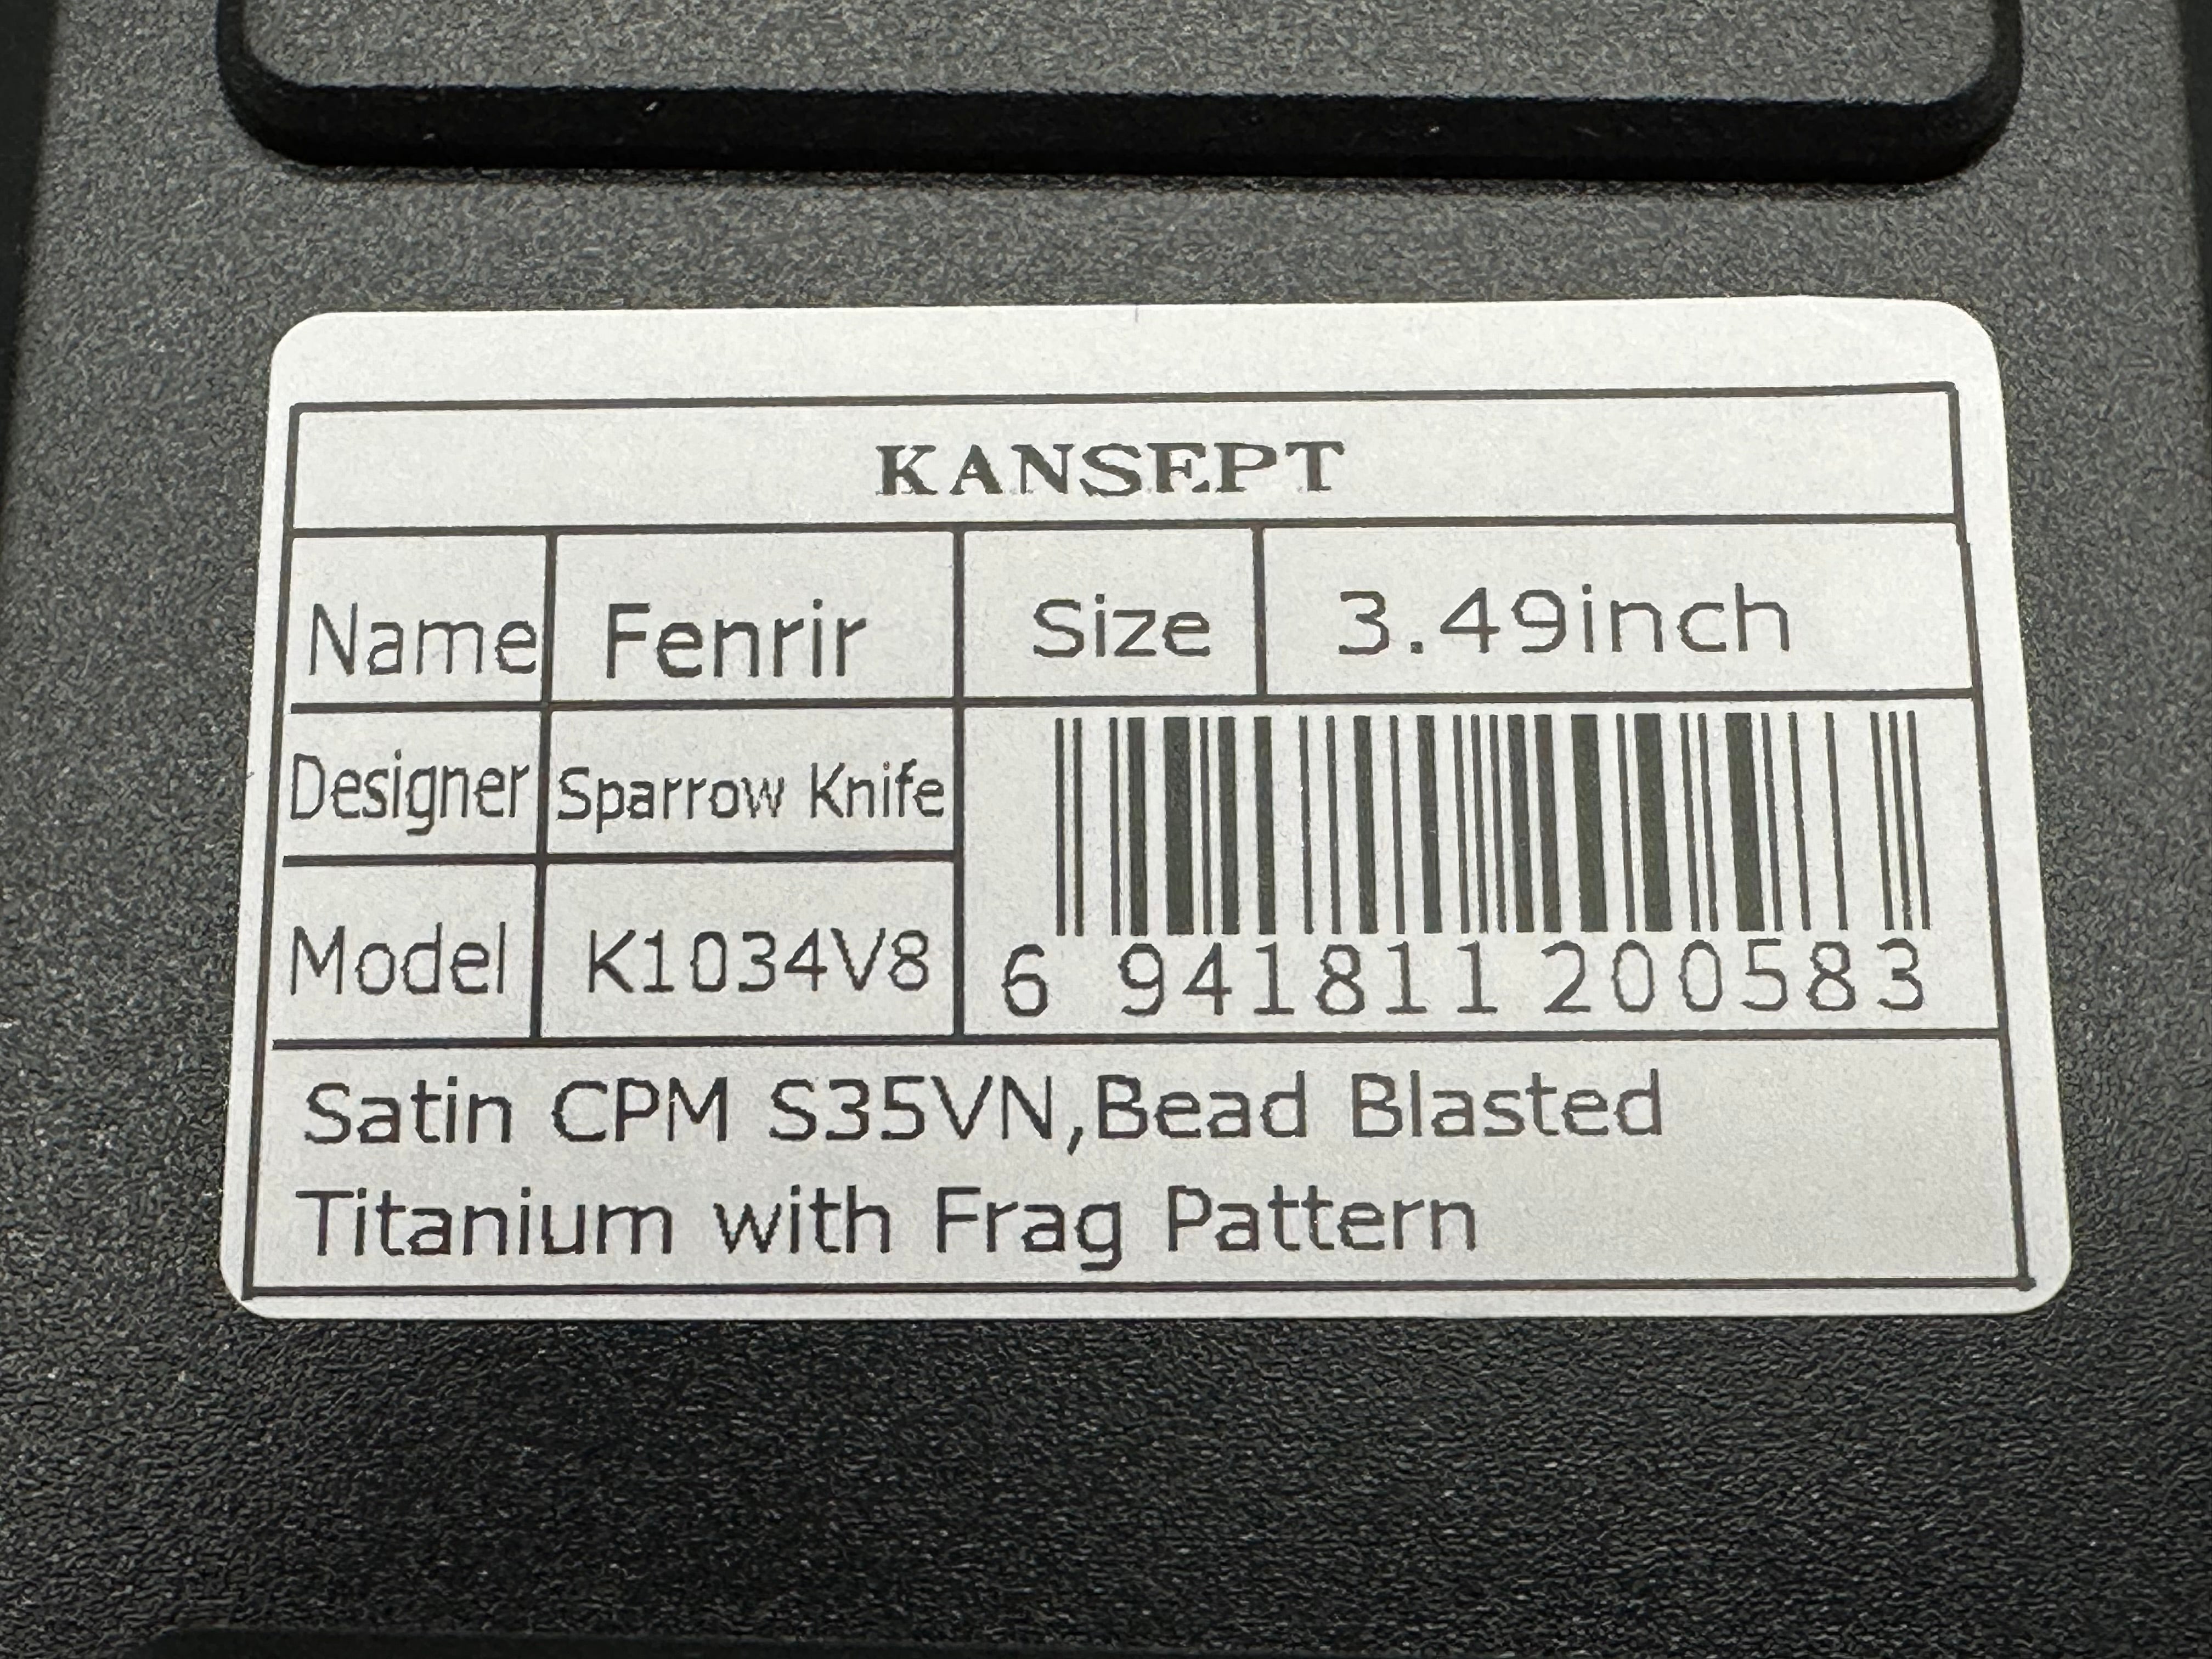 KANSEPT
Name Fenrir Size 3.49inch
Designer Sparrow Knife
Model K1034V8
6 941811 200583
Satin CPM S35VN,Bead Blasted
Titanium with Frag Pattern